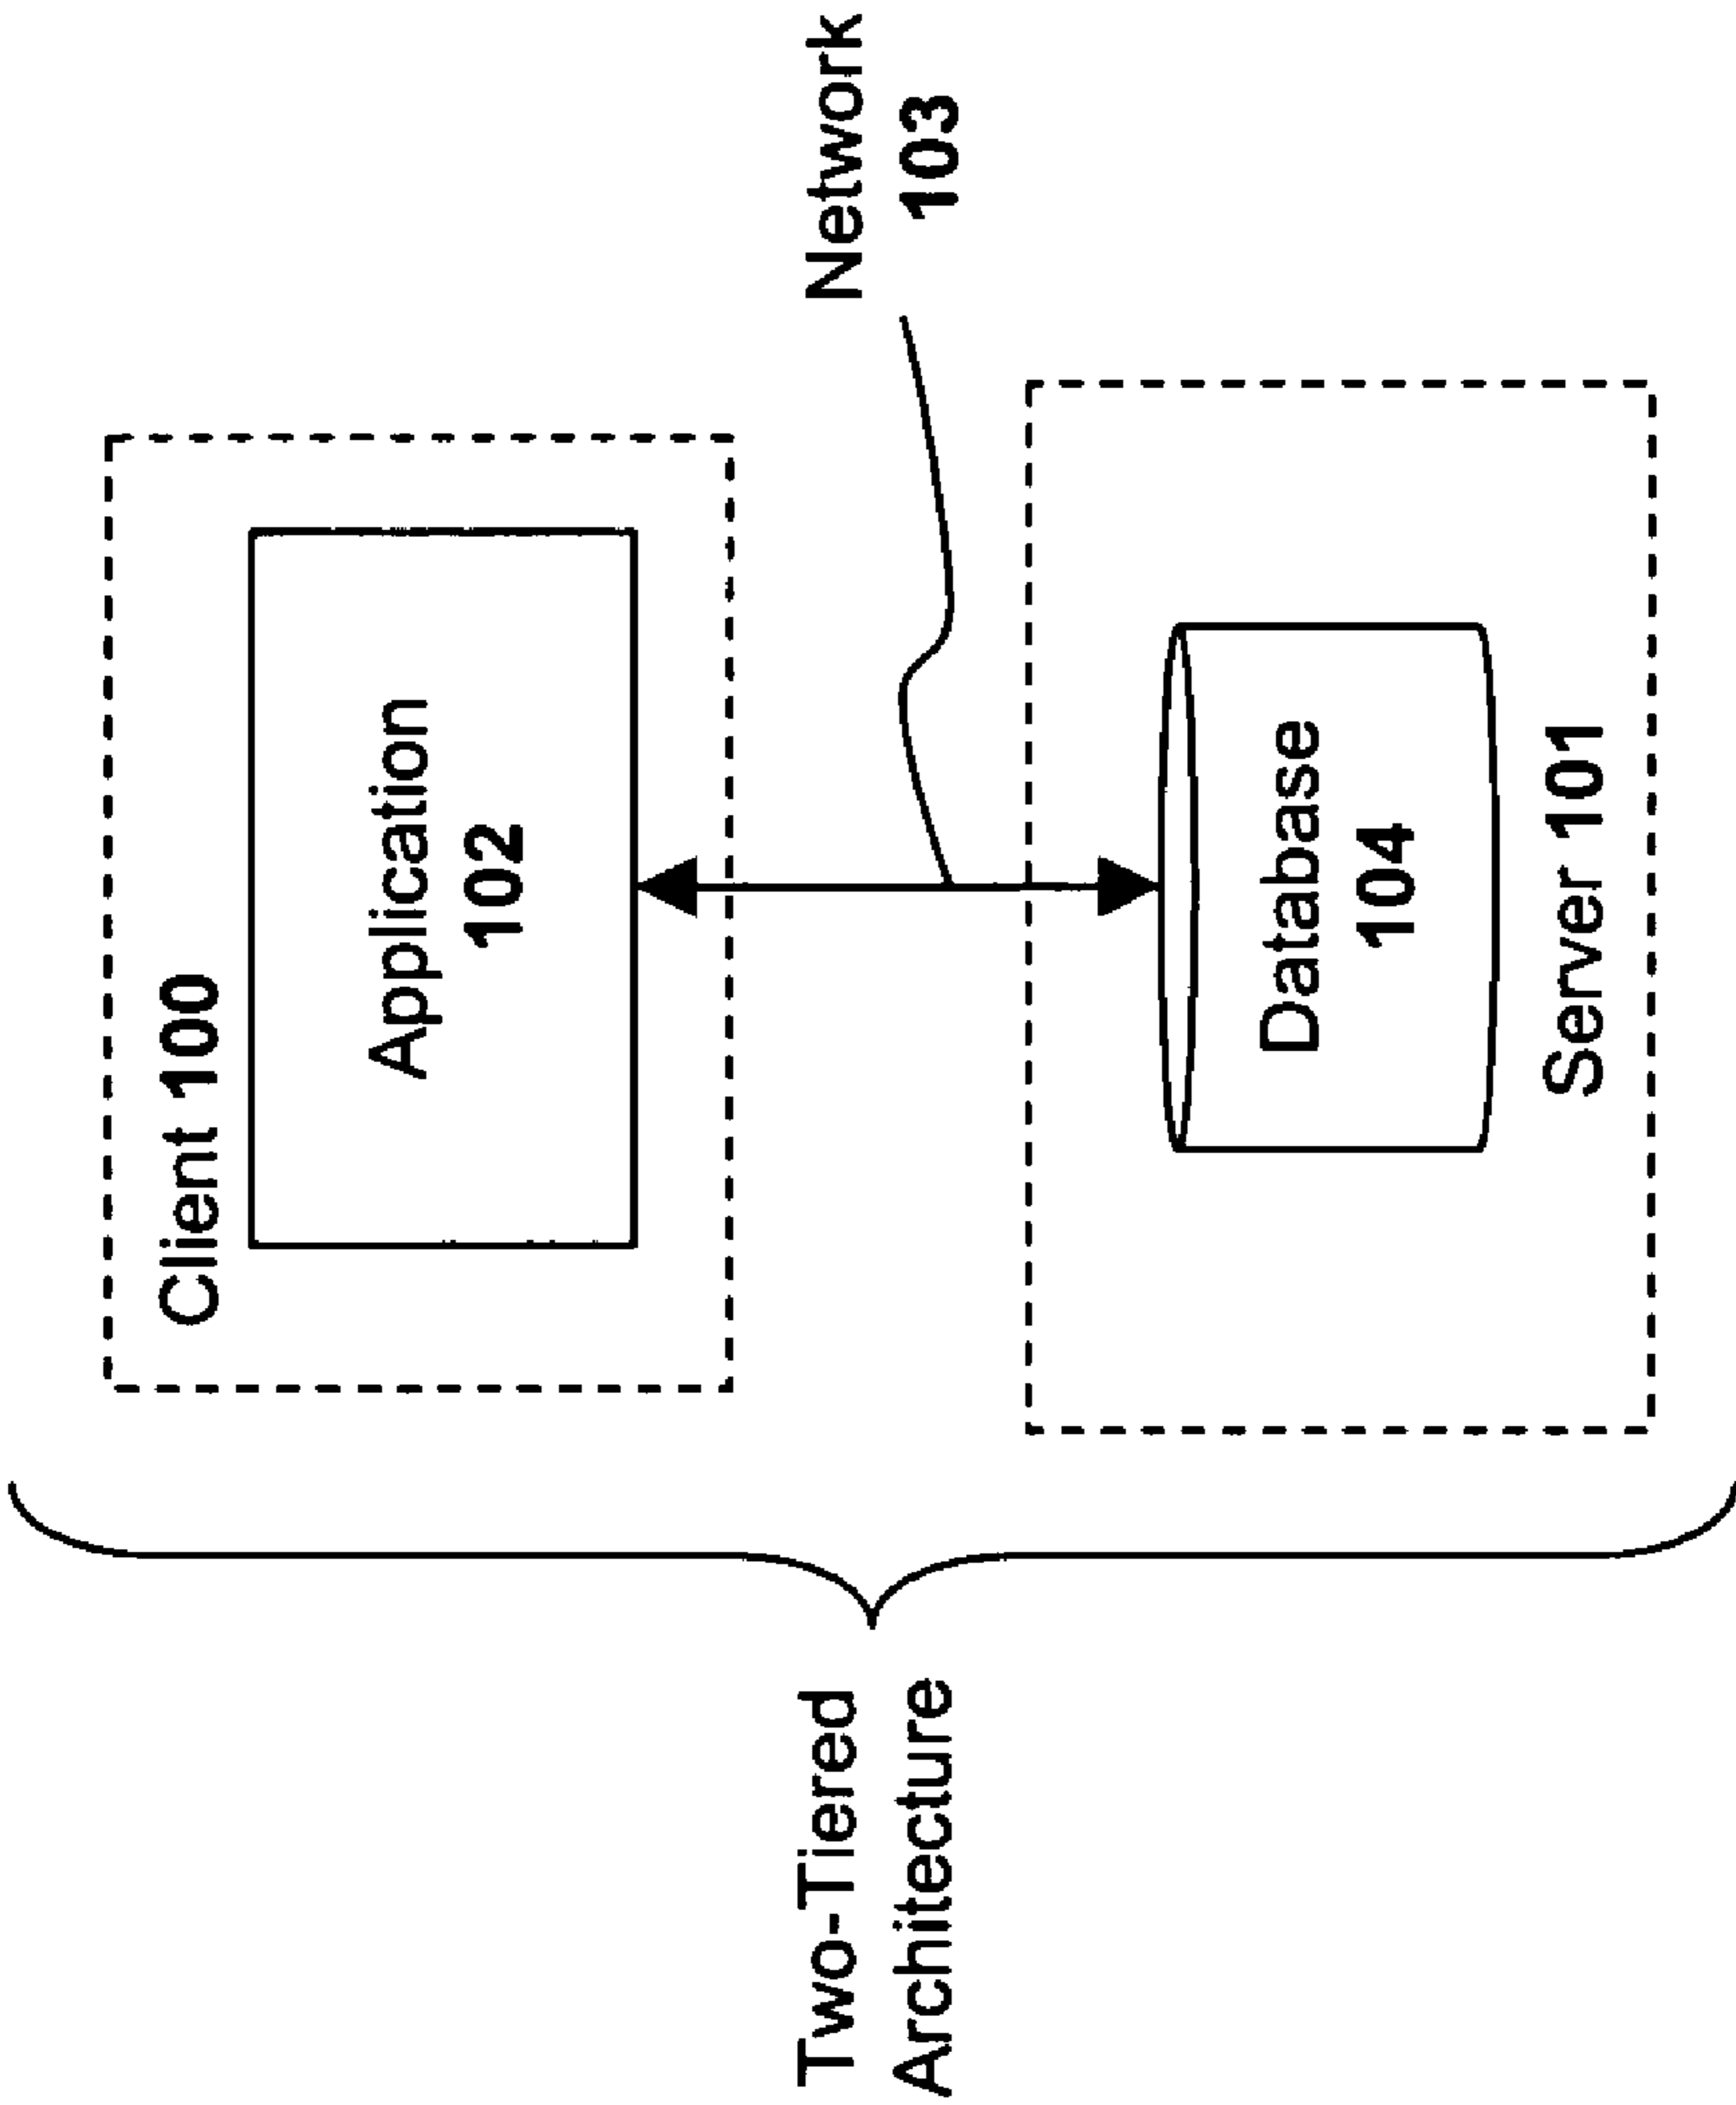 Client 100
Application
102
Network
103
Two-Tiered
Architecture
Database
104
Server 101